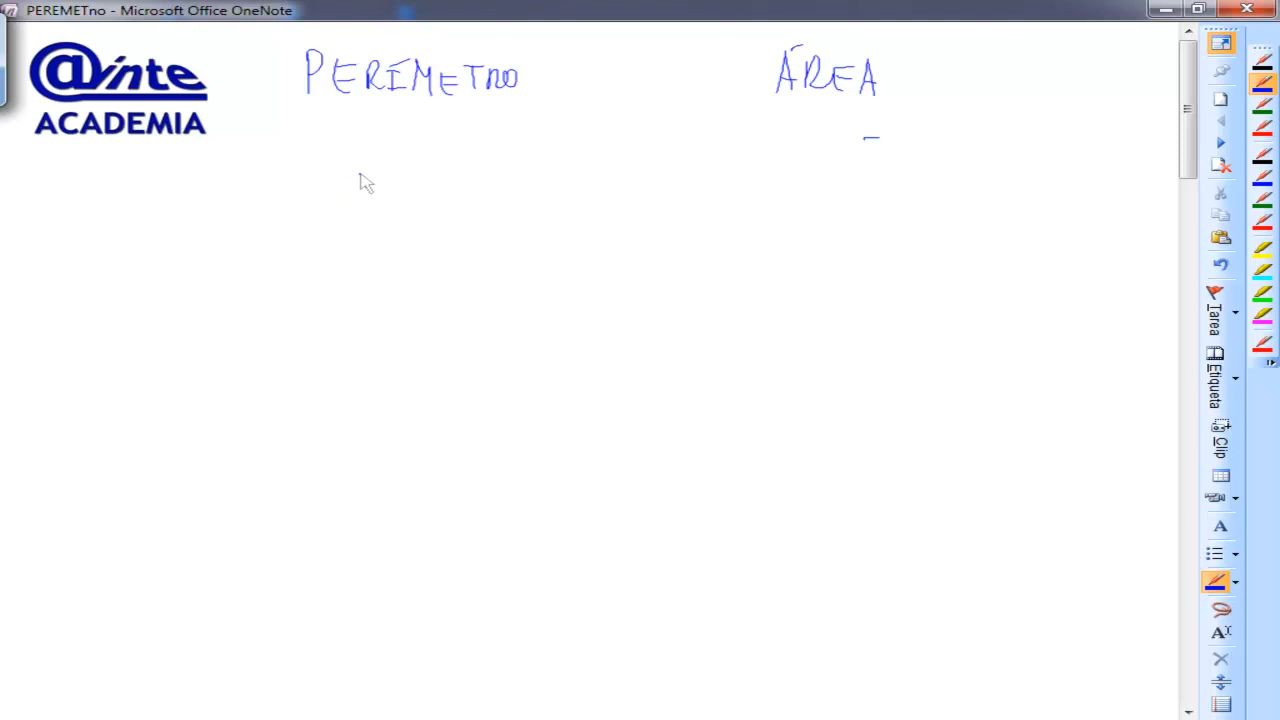 PEREMETno - Microsoft Office OneNote
@inte
ACADEMIA
PERÍMETRO
ÁREA
Tarea
Etiqueta
Clip